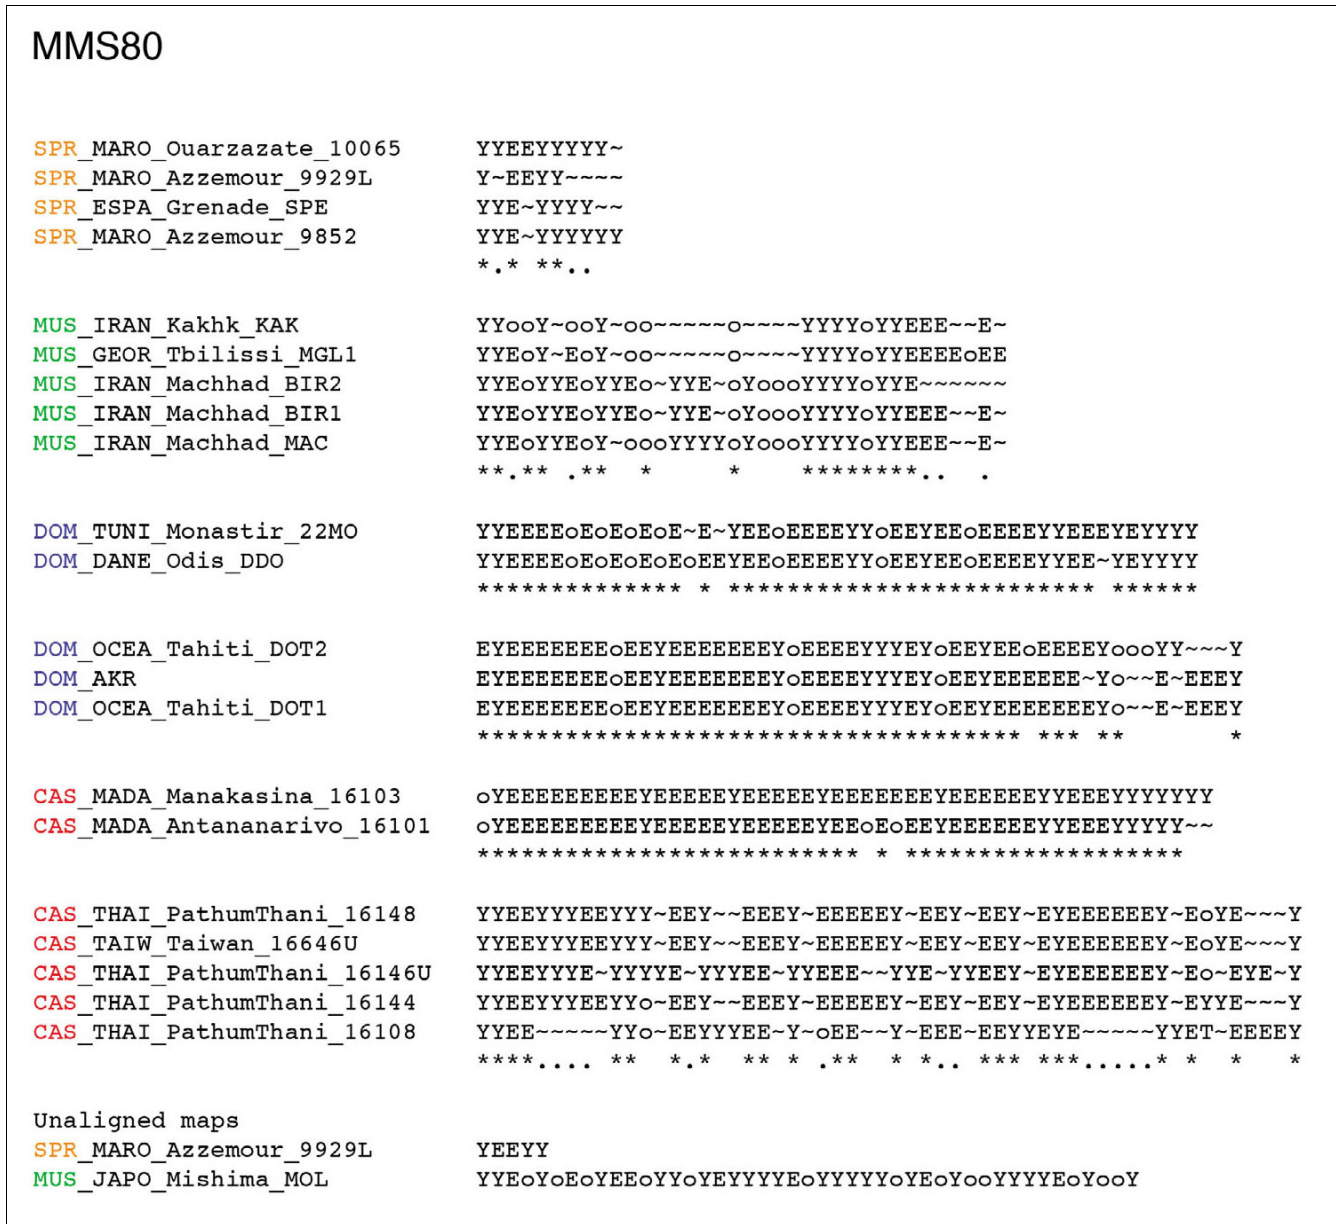 MMS80
SPR_MARO_Ouarzazate_10065 YYEEYYYYY~
SPR_MARO_Azzemour_9929L Y~EEYY~~~~
SPR_ESPA_Grenade_SPE YYE~YYYY~~
SPR_MARO_Azzemour_9852 YYE~YYYYYY
*.* **..
MUS_IRAN_Kakhk_KAK YYooY~ooY~oo~~~~~o~~~~YYYYoYYEEE~~E~
MUS_GEOR_Tbilissi_MGL1 YYEoY~EoY~oo~~~~~o~~~~YYYYoYYEEEEoEE
MUS_IRAN_Machhad_BIR2 YYEoYYEoYYEo~YYE~oYoooYYYYoYYE~~~~~~
MUS_IRAN_Machhad_BIR1 YYEoYYEoYYEo~YYE~oYoooYYYYoYYEEE~~E~
MUS_IRAN_Machhad_MAC YYEoYYEoY~oooYYYYoYoooYYYYoYYEEE~~E~
**.** .** * * ********.. .
DOM_TUNI_Monastir_22MO YYEEEEoEoEoEoE~E~YEEoEEEEYYoEEYEEoEEEEYYEEEYEYYYY
DOM_DANE_Odis_DDO YYEEEEoEoEoEoEoEEYEEoEEEEYYoEEYEEoEEEEYYEE~YEYYYY
************** * ************************* ******
DOM_OCEA_Tahiti_DOT2 EYEEEEEEEoEEYEEEEEEEYoEEEEYYYEYoEEYEEoEEEEYoooYY~~~Y
DOM_AKR EYEEEEEEEoEEYEEEEEEEYoEEEEYYYEYoEEYEEEEEE~Yo~~E~EEEY
DOM_OCEA_Tahiti_DOT1 EYEEEEEEEoEEYEEEEEEEYoEEEEYYYEYoEEYEEEEEEEYo~~E~EEEY
************************************* *** ** *
CAS_MADA_Manakasina_16103 oYEEEEEEEEEYEEEEEYEEEEEYEEEEEEEYEEEEEEYYEEEYYYYYYY
CAS_MADA_Antananarivo_16101 oYEEEEEEEEEYEEEEEYEEEEEYEEoEoEEYEEEEEEYYEEEYYYYY~~
************************** * *******************
CAS_THAI_PathumThani_16148 YYEEYYYEEYYY~EEY~~EEEY~EEEEEY~EEY~EEY~EYEEEEEEY~EoYE~~~Y
CAS_TAIW_Taiwan_16646U YYEEYYYEEYYY~EEY~~EEEY~EEEEEY~EEY~EEY~EYEEEEEEY~EoYE~~~Y
CAS_THAI_PathumThani_16146U YYEEYYYE~YYYYE~YYYEE~YYEEE~~YYE~YYEEY~EYEEEEEEY~Eo~EYE~Y
CAS_THAI_PathumThani_16144 YYEEYYYEEYYo~EEY~~EEEY~EEEEEY~EEY~EEY~EYEEEEEEY~EYYE~~~Y
CAS_THAI_PathumThani_16108 YYEE~~~~~YYo~EEYYYEE~Y~oEE~~Y~EEE~EEYYEYE~~~~~YYET~EEEEY
****.... ** *.* ** * .** * *.. *** ***.....* * * *
Unaligned maps
SPR_MARO_Azzemour_9929L YEEYY
MUS_JAPO_Mishima_MOL YYEoYoEoYEEoYYoYEYYYYEoYYYYYoYEoYooYYYYEoYooY